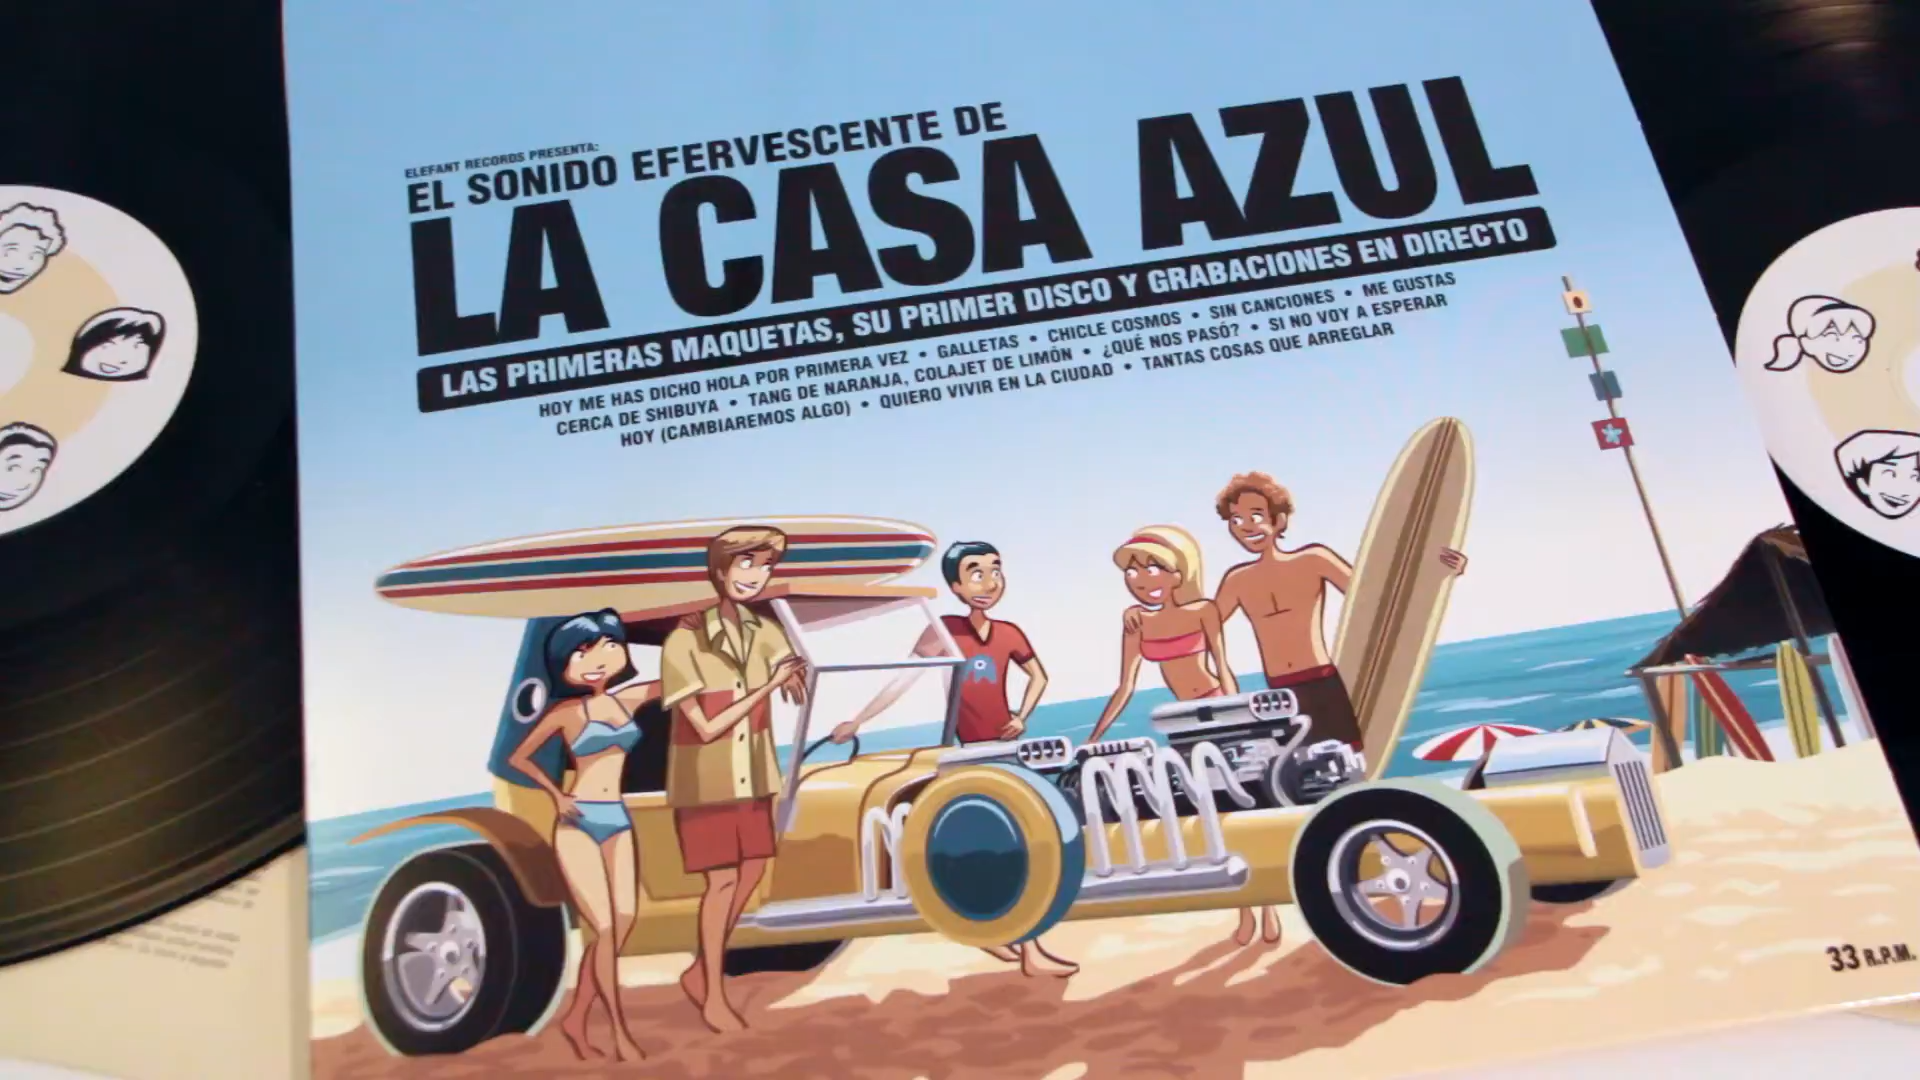 ELEFANT RECORDS PRESENTA:
EL SONIDO EFERVESCENTE DE
LA CASA AZUL
LAS PRIMERAS MAQUETAS, SU PRIMER DISCO Y GRABACIONES EN DIRECTO
HOY ME HAS DICHO HOLA POR PRIMERA VEZ • GALLETAS • CHICLE COSMOS • SIN CANCIONES • ME GUSTAS
CERCA DE SHIBUYA • TANG DE NARANJA, COLAJET DE LIMÓN • ¿QUÉ NOS PASÓ? • SI NO VOY A ESPERAR
HOY (CAMBIAREMOS ALGO) • QUIERO VIVIR EN LA CIUDAD • TANTAS COSAS QUE ARREGLAR
33 R.P.M.